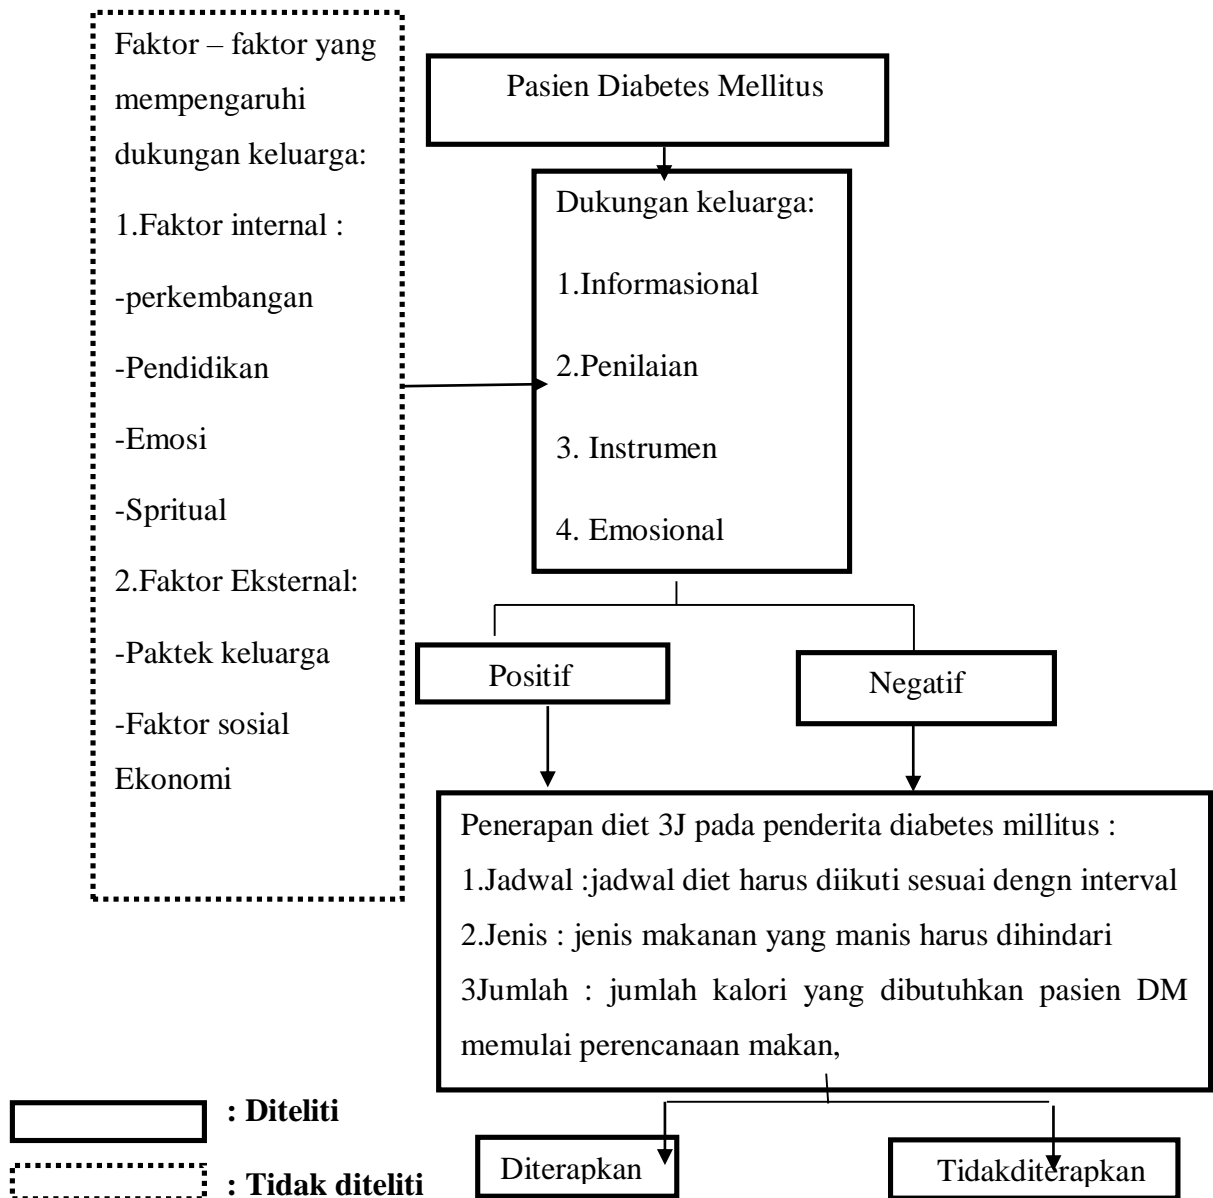 Faktor – faktor yang
mempengaruhi
dukungan keluarga:
1.Faktor internal :
-perkembangan
-Pendidikan
-Emosi
-Spritual
2.Faktor Eksternal:
-Paktek keluarga
-Faktor sosial
Ekonomi
Pasien Diabetes Mellitus
Dukungan keluarga:
1.Informasional
2.Penilaian
3. Instrumen
4. Emosional
Positif
Negatif
Penerapan diet 3J pada penderita diabetes millitus :
1.Jadwal :jadwal diet harus diikuti sesuai dengn interval
2.Jenis : jenis makanan yang manis harus dihindari
3Jumlah : jumlah kalori yang dibutuhkan pasien DM
memulai perencanaan makan,
Diterapkan
Tidakditerapkan
: Diteliti
: Tidak diteliti